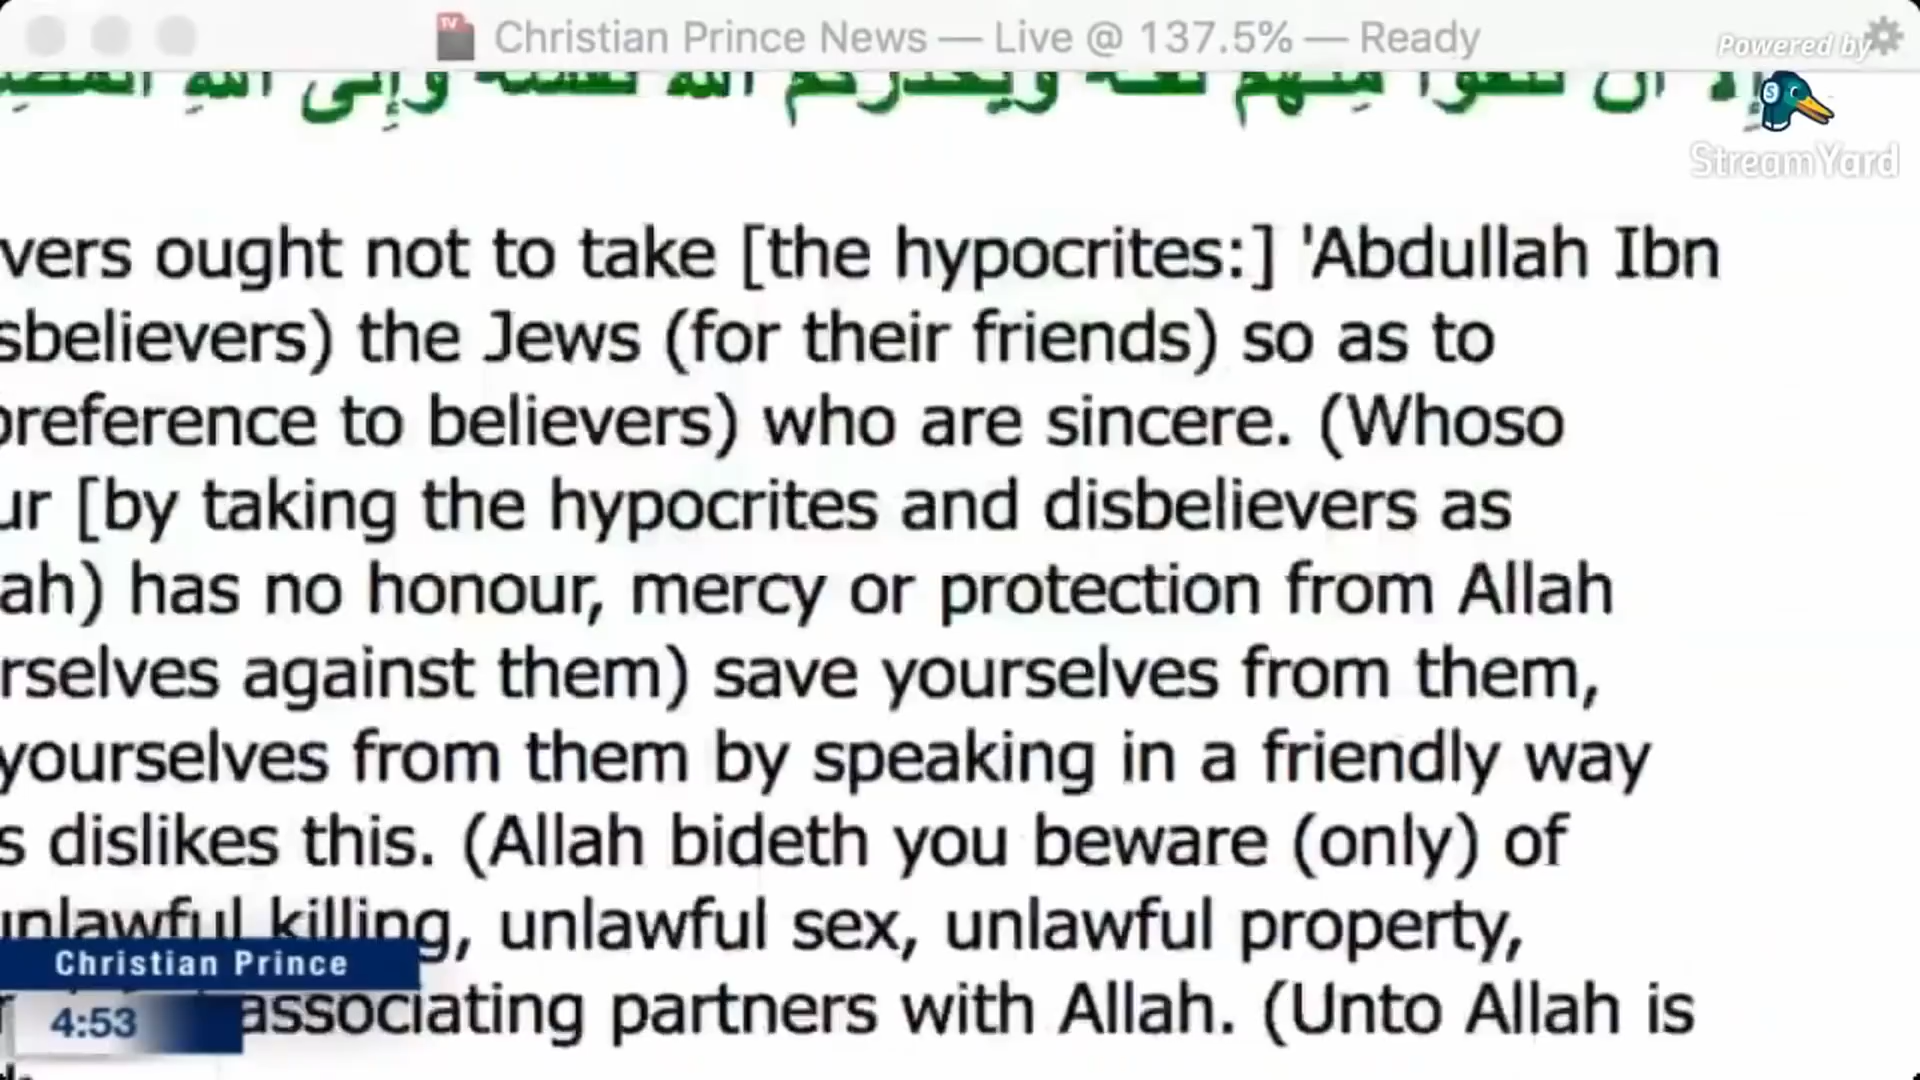 Christian Prince News — Live @ 137.5% — Ready
Powered by
StreamYard
vers ought not to take [the hypocrites:] 'Abdullah Ibn
sbelievers) the Jews (for their friends) so as to
preference to believers) who are sincere. (Whoso
ur [by taking the hypocrites and disbelievers as
ah) has no honour, mercy or protection from Allah
rselves against them) save yourselves from them,
yourselves from them by speaking in a friendly way
s dislikes this. (Allah bideth you beware (only) of
unlawful killing, unlawful sex, unlawful property,
associating partners with Allah. (Unto Allah is
Christian Prince
4:53